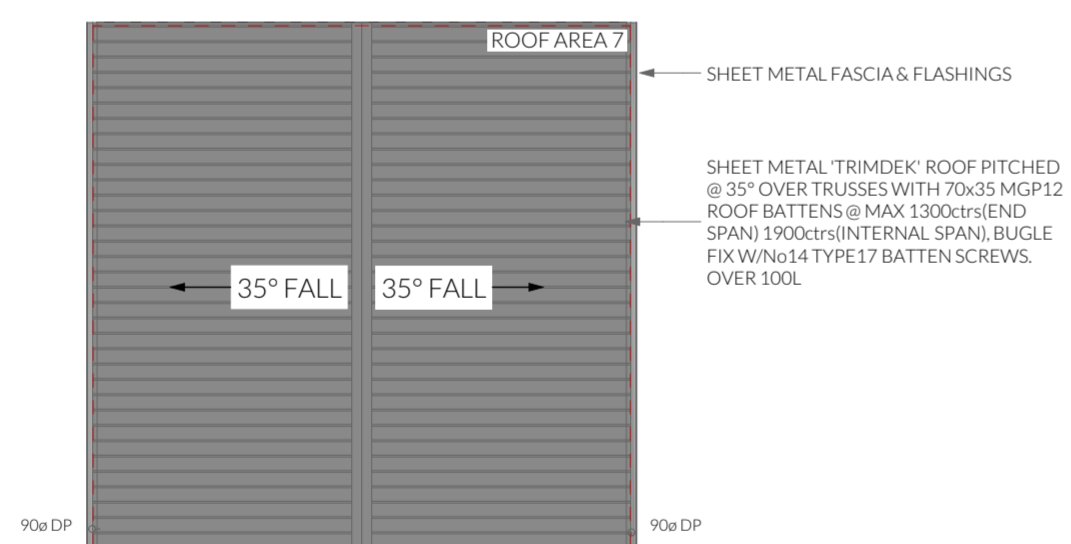 ROOF AREA 7
SHEET METAL FASCIA & FLASHINGS
SHEET METAL 'TRIMDEK' ROOF PITCHED
@ 35° OVER TRUSSES WITH 70x35 MGP12
ROOF BATTENS @ MAX 1300ctrs(END
SPAN) 1900ctrs(INTERNAL SPAN), BUGLE
FIX W/No14 TYPE17 BATTEN SCREWS.
OVER 100L
35° FALL
35° FALL
90ø DP
90ø DP